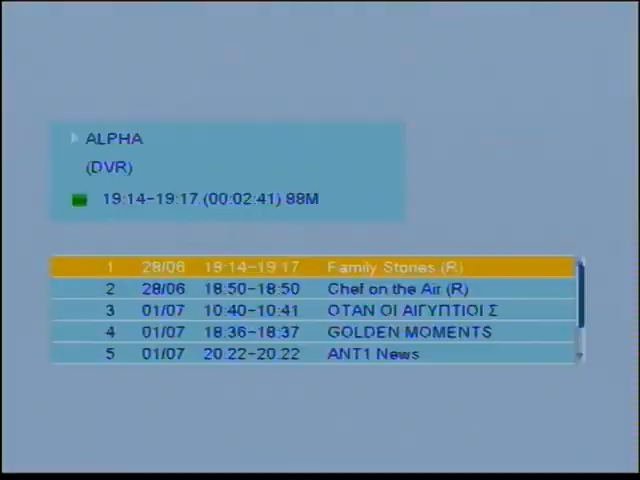 ALPHA
(DVR)
19:14-19:17 (00:02:41) 88M
1 28/06 19:14-19:17 Family Stories (R)
2 28/06 18:50-18:50 Chef on the Air (R)
3 01/07 10:40-10:41 ΟΤΑΝ ΟΙ ΑΙΓΥΠΤΙΟΙ Σ
4 01/07 18:36-18:37 GOLDEN MOMENTS
5 01/07 20:22-20:22 ANT1 News